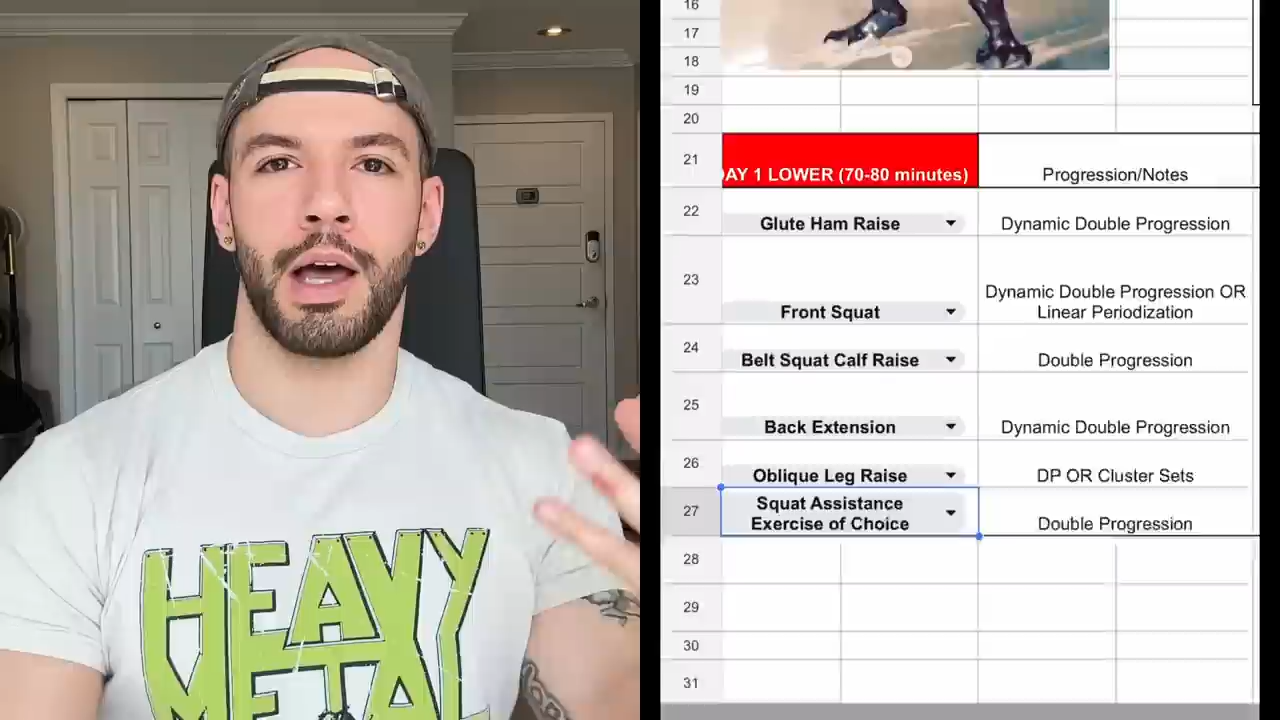 HEAVY
METAL
16
17
18
19
20
21
AY 1 LOWER (70-80 minutes)
Progression/Notes
22
Glute Ham Raise
Dynamic Double Progression
23
Front Squat
Dynamic Double Progression OR
Linear Periodization
24
Belt Squat Calf Raise
Double Progression
25
Back Extension
Dynamic Double Progression
26
Oblique Leg Raise
DP OR Cluster Sets
27
Squat Assistance
Exercise of Choice
Double Progression
28
29
30
31